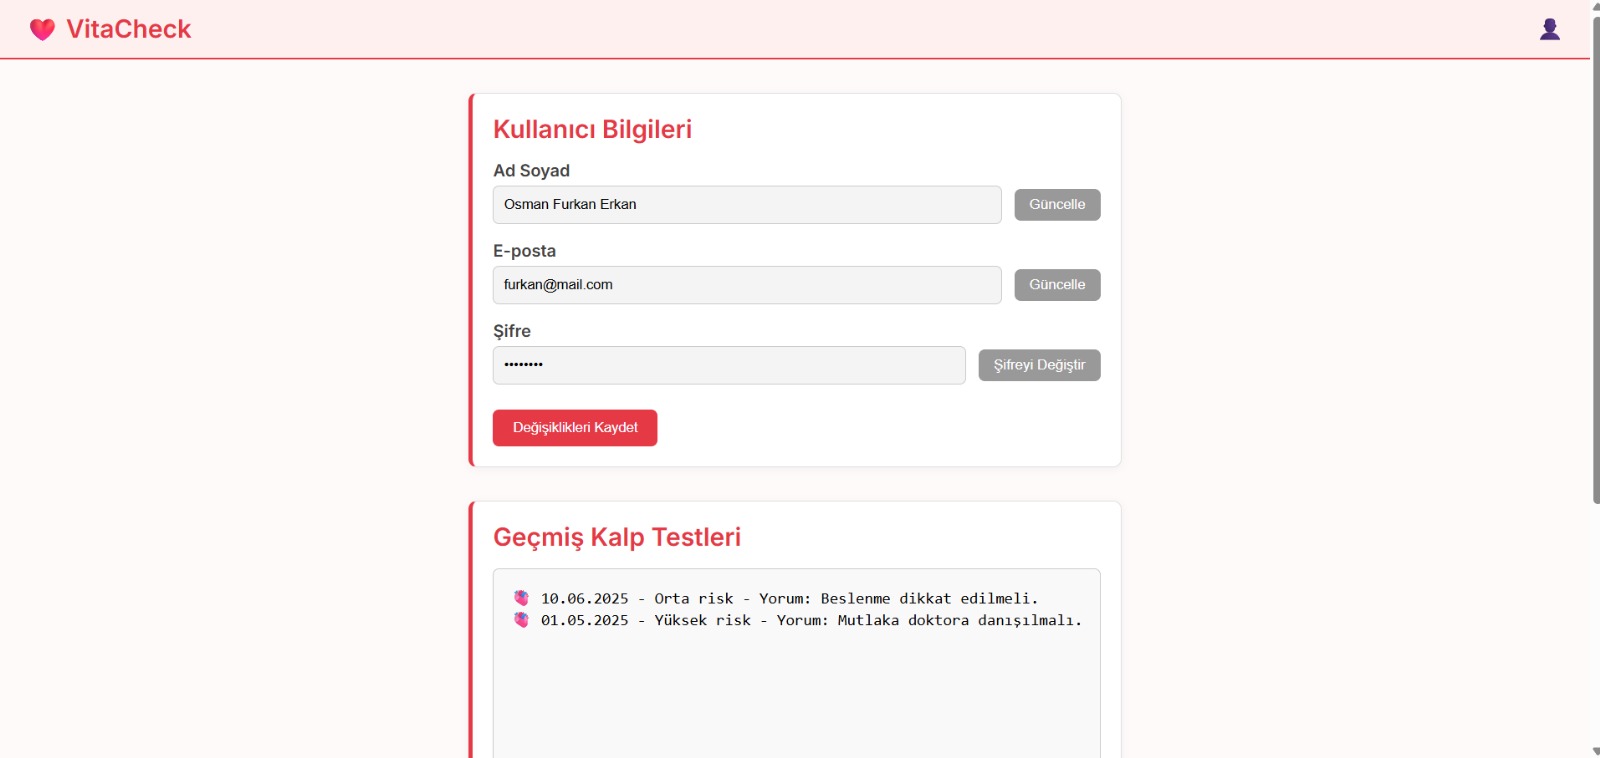 VitaCheck
Kullanıcı Bilgileri
Ad Soyad
Osman Furkan Erkan
Güncelle
E-posta
furkan@mail.com
Güncelle
Şifre
••••••••
Şifreyi Değiştir
Değişiklikleri Kaydet
Geçmiş Kalp Testleri
10.06.2025 - Orta risk - Yorum: Beslenme dikkat edilmeli.
01.05.2025 - Yüksek risk - Yorum: Mutlaka doktora danışılmalı.